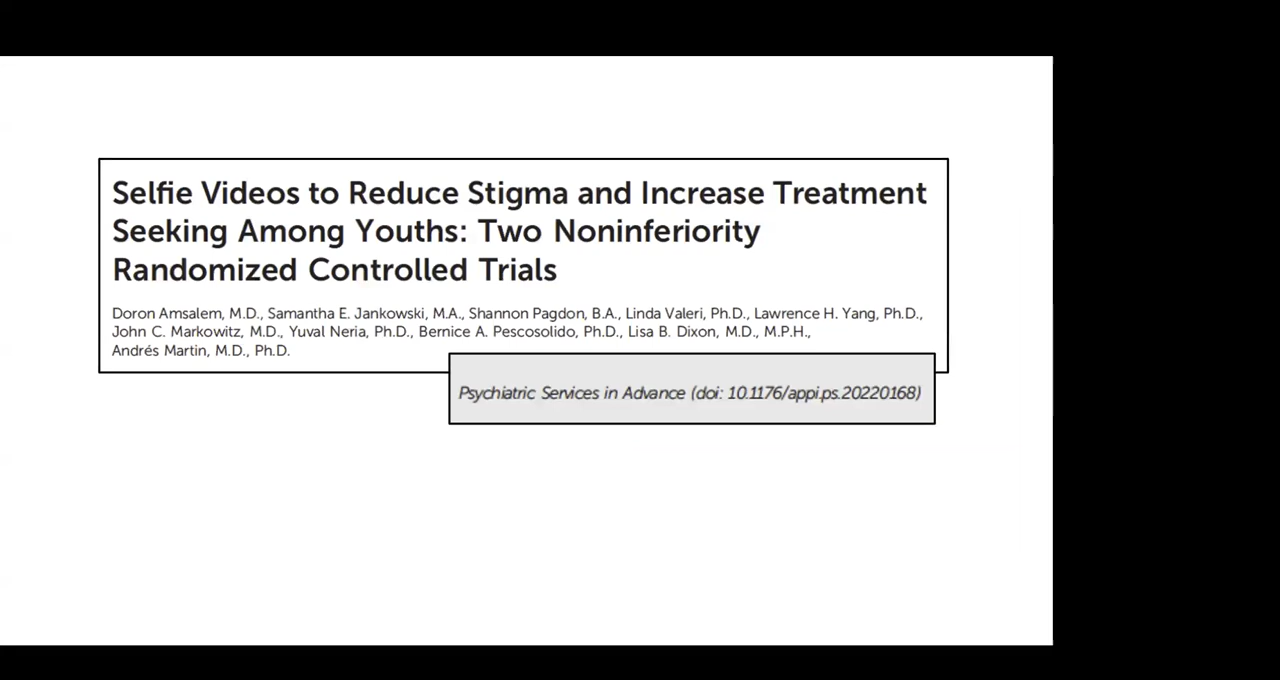 Selfie Videos to Reduce Stigma and Increase Treatment
Seeking Among Youths: Two Noninferiority
Randomized Controlled Trials
Doron Amsalem, M.D., Samantha E. Jankowski, M.A., Shannon Pagdon, B.A., Linda Valeri, Ph.D., Lawrence H. Yang, Ph.D.,
John C. Markowitz, M.D., Yuval Neria, Ph.D., Bernice A. Pescosolido, Ph.D., Lisa B. Dixon, M.D., M.P.H.,
Andrés Martin, M.D., Ph.D.
Psychiatric Services in Advance (doi: 10.1176/appi.ps.20220168)